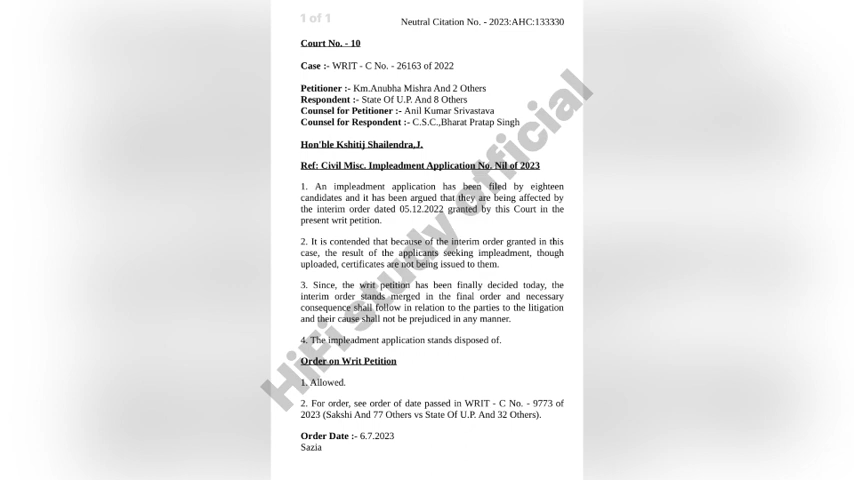 1 of 1
Neutral Citation No. - 2023:AHC:133330
Court No. - 10
Case :- WRIT - C No. - 26163 of 2022
Petitioner :- Km.Anubha Mishra And 2 Others
Respondent :- State Of U.P. And 8 Others
Counsel for Petitioner :- Anil Kumar Srivastava
Counsel for Respondent :- C.S.C.,Bharat Pratap Singh
Hon'ble Kshitij Shailendra,J.
Ref: Civil Misc. Impleadment Application No. Nil of 2023
1. An impleadment application has been filed by eighteen
candidates and it has been argued that they are being affected by
the interim order dated 05.12.2022 granted by this Court in the
present writ petition.
2. It is contended that because of the interim order granted in this
case, the result of the applicants seeking impleadment, though
uploaded, certificates are not being issued to them.
3. Since, the writ petition has been finally decided today, the
interim order stands merged in the final order and necessary
consequence shall follow in relation to the parties to the litigation
and their cause shall not be prejudiced in any manner.
4. The impleadment application stands disposed of.
Order on Writ Petition
1. Allowed.
2. For order, see order of date passed in WRIT - C No. - 9773 of
2023 (Sakshi And 77 Others vs State Of U.P. And 32 Others).
Order Date :- 6.7.2023
Sazia
HiFi study official